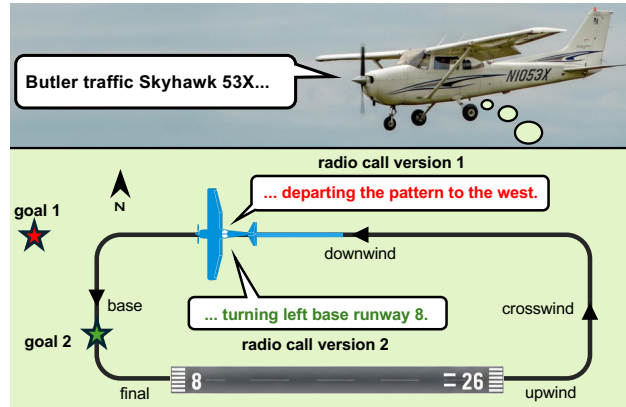 Butler traffic Skyhawk 53X...
N1053X
radio call version 1
... departing the pattern to the west.
N
goal 1
downwind
base
crosswind
... turning left base runway 8.
goal 2
radio call version 2
8
26
final
upwind